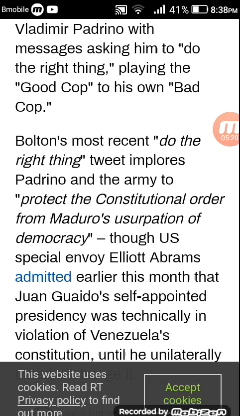 Bmobile
41% 8:38PM
Vladimir Padrino with
messages asking him to "do
the right thing," playing the
"Good Cop" to his own "Bad
Cop."
05:20
Bolton's most recent "do the
right thing" tweet implores
Padrino and the army to
"protect the Constitutional order
from Maduro's usurpation of
democracy" – though US
special envoy Elliott Abrams
admitted earlier this month that
Juan Guaido's self-appointed
presidency was technically in
violation of Venezuela's
constitution, until he unilaterally
This website uses
cookies. Read RT
Privacy policy to find
out more
Accept
cookies
Recorded by Mobizen